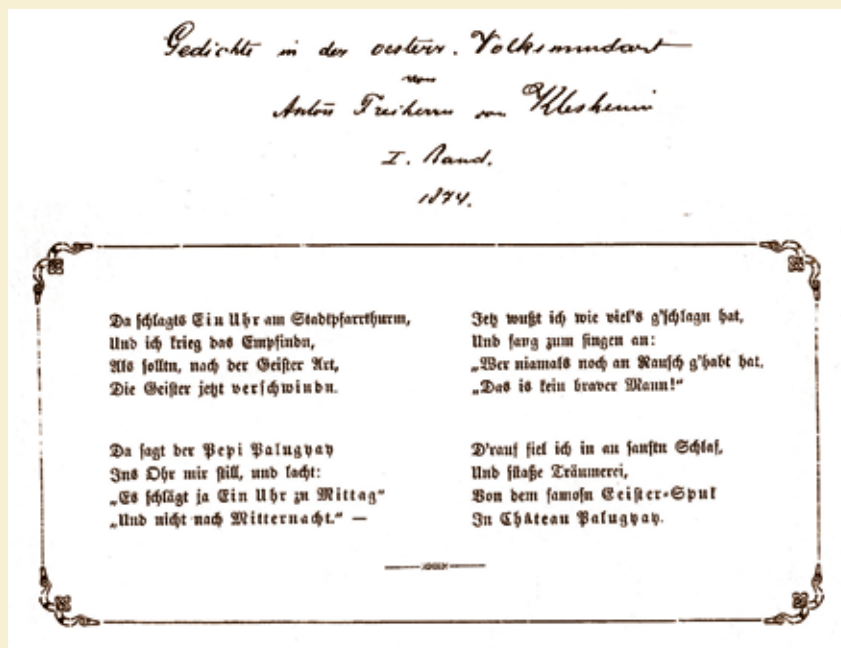 Gedichte in der oesterr. Volksmundart
von
Anton Freiherrn von Klesheim
I. Band.
1874.
Da schlagts Ein Uhr am Stadtpfarrthurm,
Und ich krieg das Empfindn,
Als solltn, nach der Geister Art,
Die Geister jetzt verschwindn.
Da sagt der Pepi Palugyay
Ins Ohr mir still, und lacht:
„Es schlägt ja Ein Uhr zu Mittag“
„Und nicht nach Mitternacht.“ —
Jetz wußt ich wie viel's g'schlagn hat,
Und fang zum singen an:
„Wer niamals noch an Rausch g'habt hat,
„Das is kein braver Mann!“
D'rauf fiel ich in an sanftn Schlaf,
Und süaße Träumerei,
Von dem famosn Geister-Spuk
In Château Palugyay.